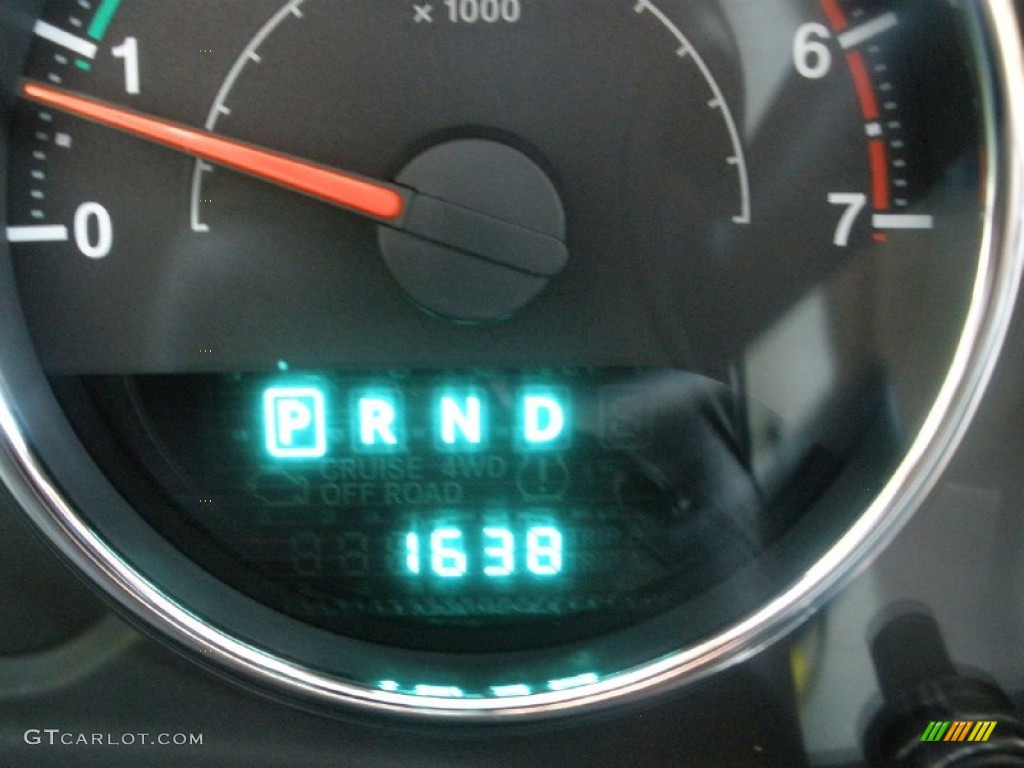 x 1000
1 6
0 7
P R N D E
CRUISE 4WD
OFF ROAD
1638
GTCARLOT.COM